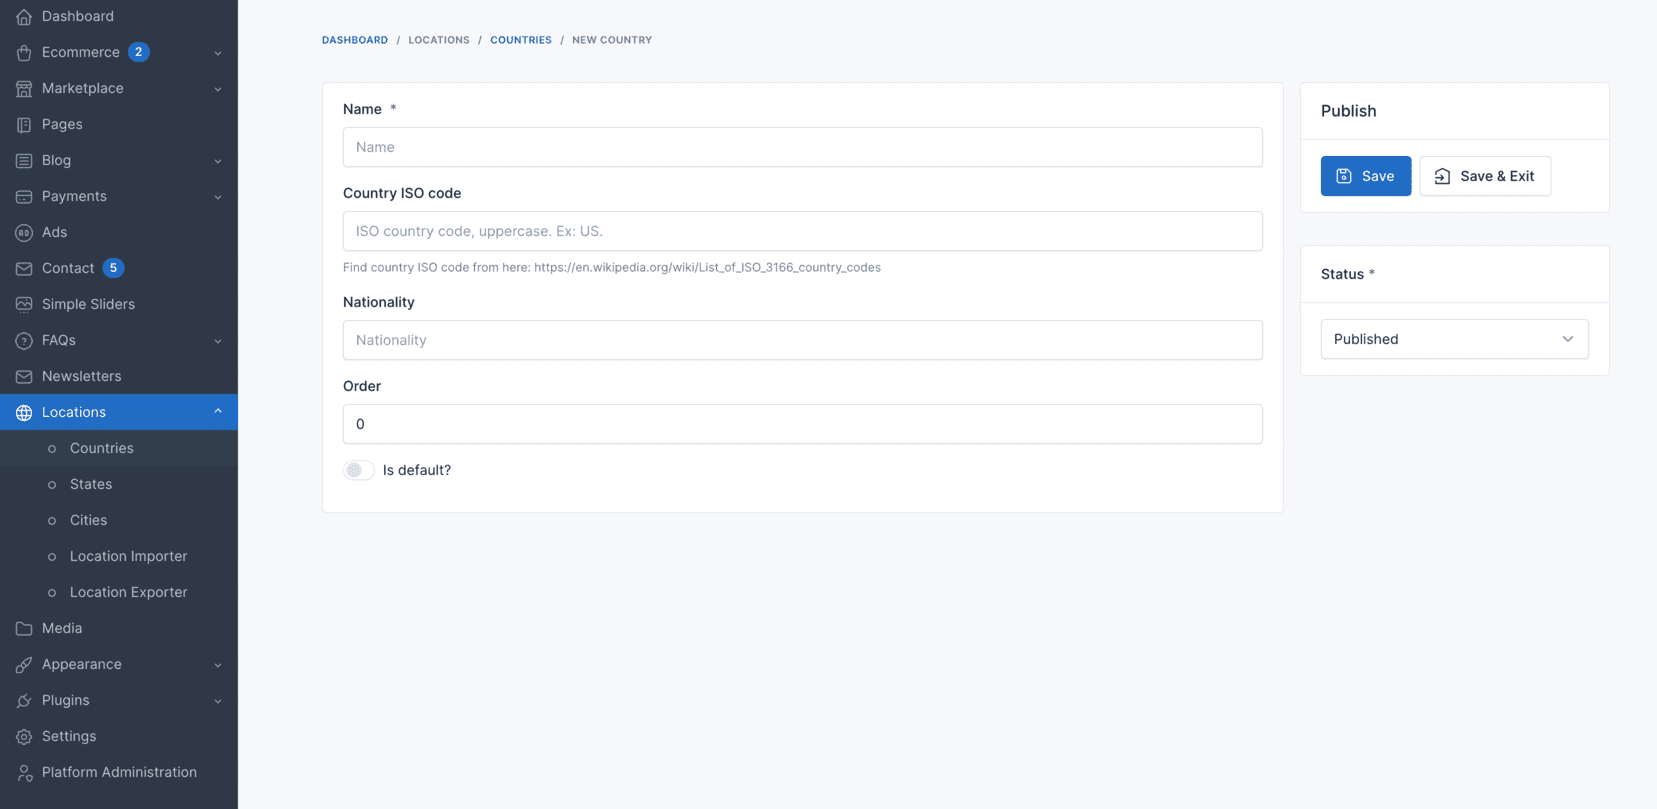 Dashboard
Ecommerce 2
Marketplace
Pages
Blog
Payments
Ads
Contact 5
Simple Sliders
FAQs
Newsletters
Locations
Countries
States
Cities
Location Importer
Location Exporter
Media
Appearance
Plugins
Settings
Platform Administration
DASHBOARD / LOCATIONS / COUNTRIES / NEW COUNTRY
Name *
Name
Country ISO code
ISO country code, uppercase. Ex: US.
Find country ISO code from here: https://en.wikipedia.org/wiki/List_of_ISO_3166_country_codes
Nationality
Nationality
Order
0
Is default?
Publish
Save Save & Exit
Status *
Published